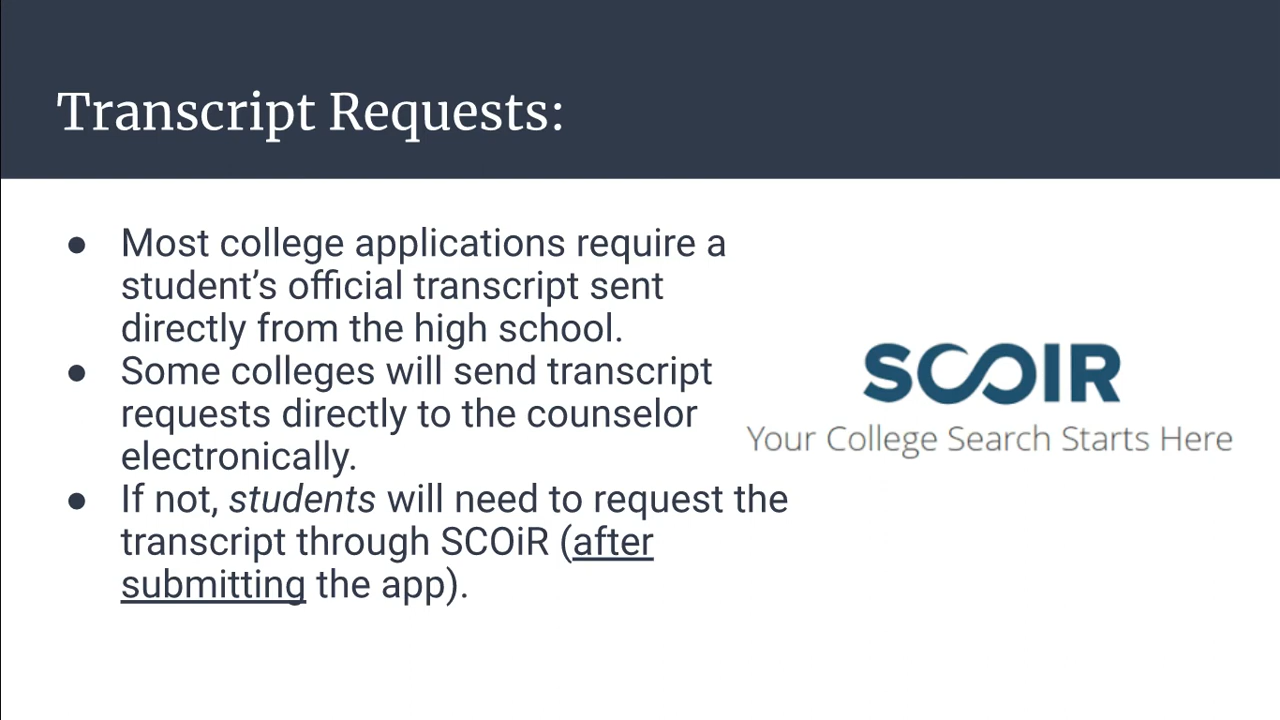 Transcript Requests:
● Most college applications require a
student’s official transcript sent
directly from the high school.
● Some colleges will send transcript
requests directly to the counselor
electronically.
● If not, students will need to request the
transcript through SCOiR (after
submitting the app).
SCOIR
Your College Search Starts Here